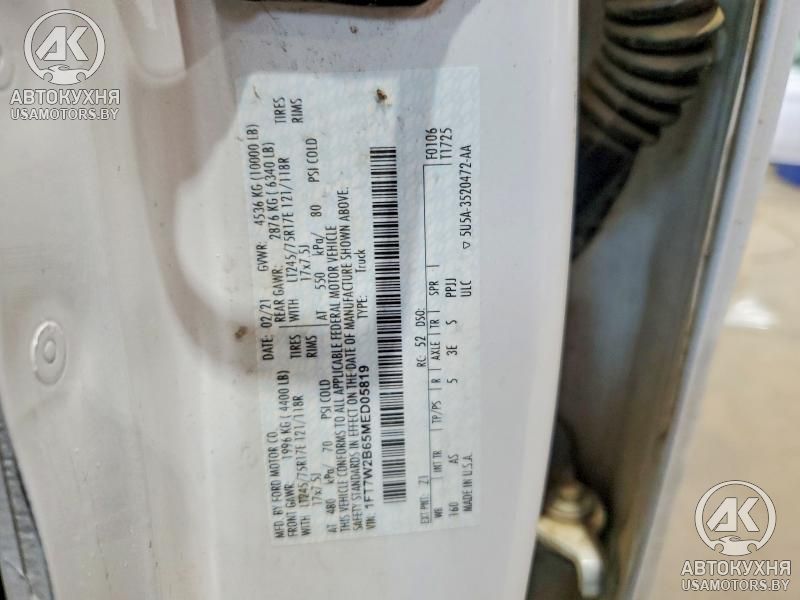 MFD. BY FORD MOTOR CO.
DATE: 02/21 GVWR: 4536 KG (10000 LB)
FRONT GAWR: 1996 KG (4400 LB)
REAR GAWR: 2876 KG (6340 LB)
LT245/75R17E 121/118R TIRES
WITH LT245/75R17E 121/118R TIRES
17x7.5J RIMS
17x7.5J RIMS
AT 480 kPa/ 70 PSI COLD
AT 550 kPa/ 80 PSI COLD
THIS VEHICLE CONFORMS TO ALL APPLICABLE FEDERAL MOTOR VEHICLE
SAFETY STANDARDS IN EFFECT ON THE DATE OF MANUFACTURE SHOWN ABOVE.
VIN: 1FT7W2B65MED05819
TYPE: Truck
F0106
T1725
EXT PNT: Z1 RC: 52 DSO:
WB INT TR TP/PS R AXLE TR SPR
160 AS 5 3E 5 PPJJ
ULC
MADE IN U.S.A.
▽ 5U5A-3520472-AA
АК
АВТОКУХНЯ
USAMOTORS.BY
АК
АВТОКУХНЯ
USAMOTORS.BY